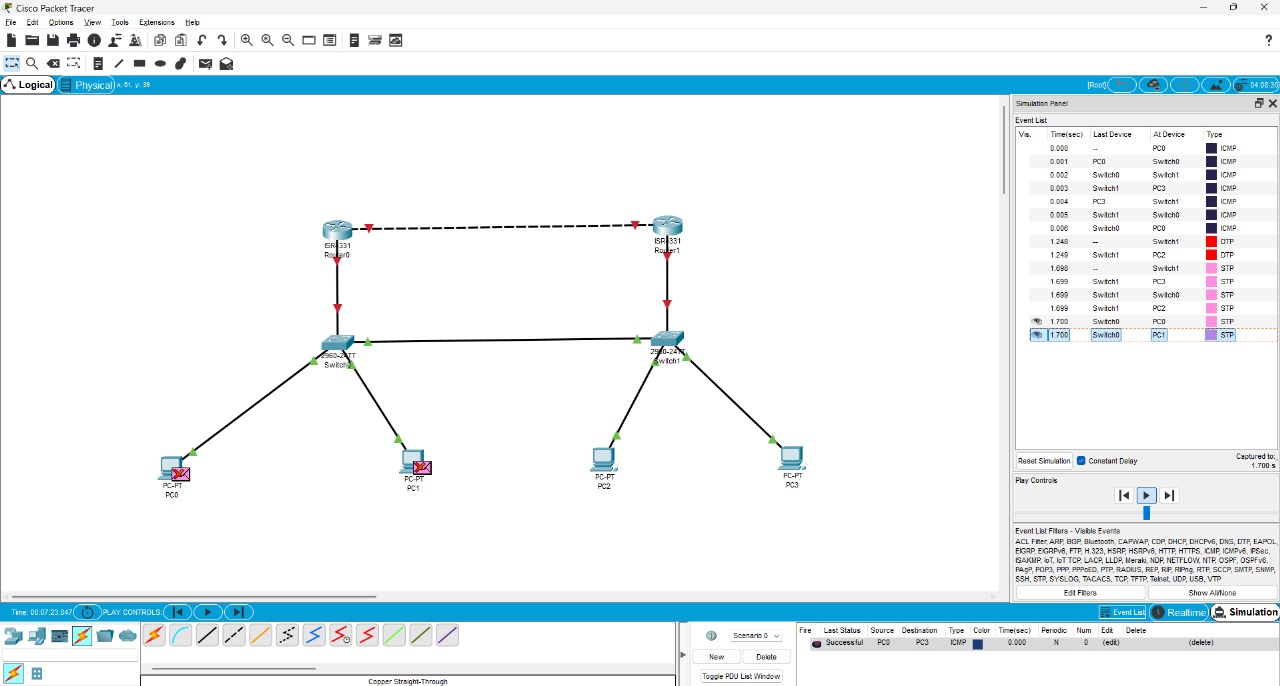 Cisco Packet Tracer
File Edit Options View Tools Extensions Help
Logical Physical x: 61, y: 39 [Root] 04:08:30
Simulation Panel
Event List
Vis. Time(sec) Last Device At Device Type
0.000 -- PC0 ICMP
0.001 PC0 Switch0 ICMP
0.002 Switch0 Switch1 ICMP
0.003 Switch1 PC3 ICMP
0.004 PC3 Switch1 ICMP
0.005 Switch1 Switch0 ICMP
0.006 Switch0 PC0 ICMP
1.248 -- Switch1 DTP
1.249 Switch1 PC2 DTP
1.698 -- Switch1 STP
1.699 Switch1 PC3 STP
1.699 Switch1 Switch0 STP
1.699 Switch1 PC2 STP
1.700 Switch0 PC0 STP
1.700 Switch0 PC1 STP
ISR4331
Router0
ISR4331
Router1
2960-24TT
Switch0
2960-24TT
Switch1
PC-PT
PC0
PC-PT
PC1
PC-PT
PC2
PC-PT
PC3
Reset Simulation Constant Delay Captured to:
1.700 s
Play Controls
Event List Filters - Visible Events
ACL Filter, ARP, BGP, Bluetooth, CAPWAP, CDP, DHCP, DHCPv6, DNS, DTP, EAPOL,
EIGRP, EIGRPv6, FTP, H.323, HSRP, HSRPv6, HTTP, HTTPS, ICMP, ICMPv6, IPSec,
ISAKMP, IoT, IoT TCP, LACP, LLDP, Meraki, NDP, NETFLOW, NTP, OSPF, OSPFv6,
PAgP, POP3, PPP, PPPoED, PTP, RADIUS, REP, RIP, RIPng, RTP, SCCP, SMTP, SNMP,
SSH, STP, SYSLOG, TACACS, TCP, TFTP, Telnet, UDP, USB, VTP
Edit Filters Show All/None
Time: 00:07:23.047 PLAY CONTROLS: Event List Realtime Simulation
Scenario 0
New Delete
Toggle PDU List Window
Fire Last Status Source Destination Type Color Time(sec) Periodic Num Edit Delete
Successful PC0 PC3 ICMP 0.000 N 0 (edit) (delete)
Copper Straight-Through